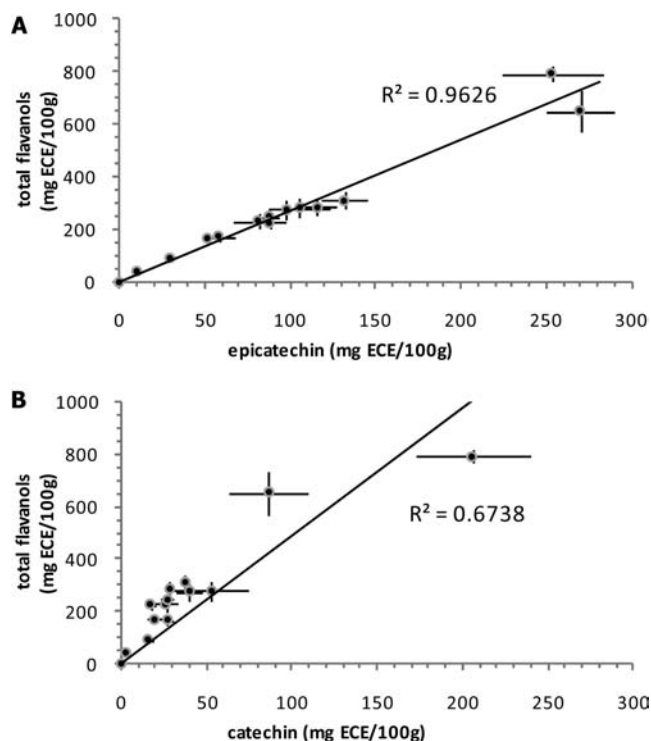 A
total flavanols
(mg ECE/100g)
1000
800
600
400
200
0
R² = 0.9626
0 50 100 150 200 250 300
epicatechin (mg ECE/100g)
B
total flavanols
(mg ECE/100g)
1000
800
600
400
200
0
R² = 0.6738
0 50 100 150 200 250 300
catechin (mg ECE/100g)